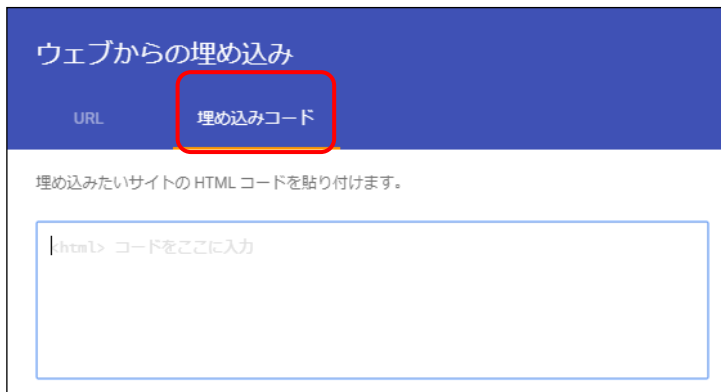 ウェブからの埋め込み
URL 埋め込みコード
埋め込みたいサイトの HTML コードを貼り付けます。
<html> コードをここに入力